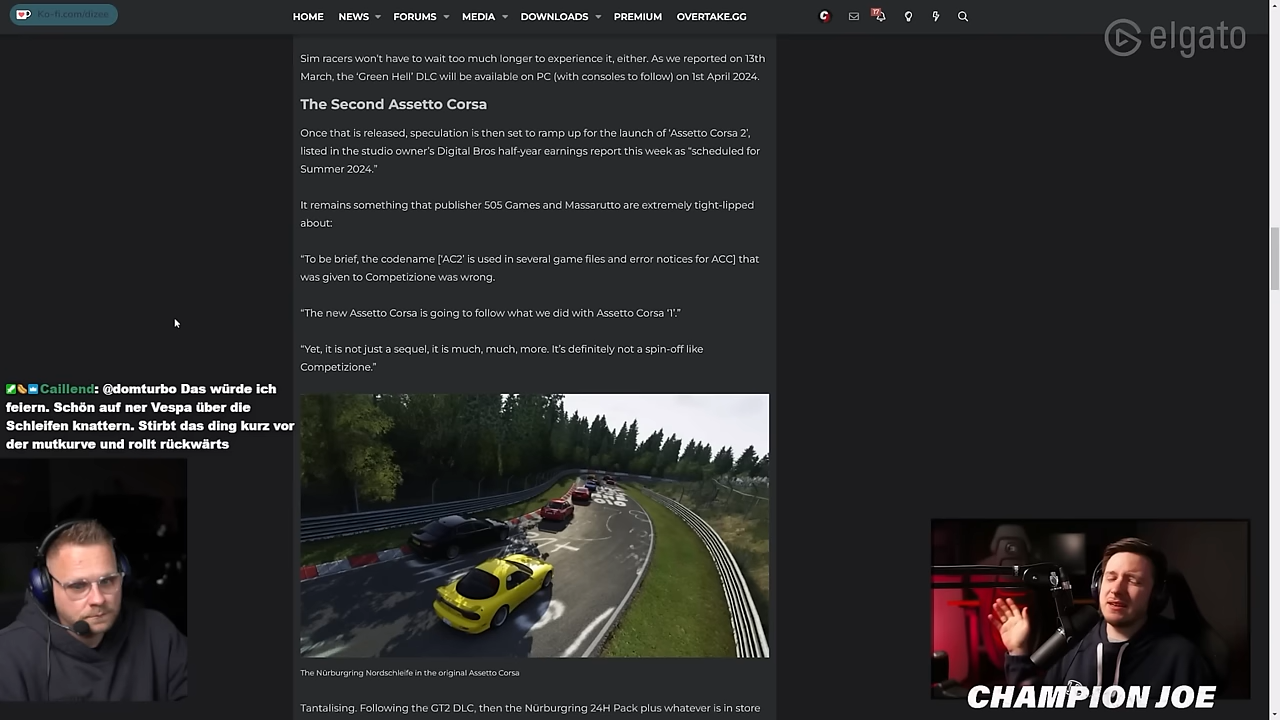 Ko-fi.com/dizee
HOME NEWS FORUMS MEDIA DOWNLOADS PREMIUM OVERTAKE.GG
17
elgato
Sim racers won't have to wait too much longer to experience it, either. As we reported on 13th
March, the 'Green Hell' DLC will be available on PC (with consoles to follow) on 1st April 2024.
The Second Assetto Corsa
Once that is released, speculation is then set to ramp up for the launch of 'Assetto Corsa 2',
listed in the studio owner's Digital Bros half-year earnings report this week as “scheduled for
Summer 2024.”
It remains something that publisher 505 Games and Massarutto are extremely tight-lipped
about:
“To be brief, the codename ['AC2' is used in several game files and error notices for ACC] that
was given to Competizione was wrong.
“The new Assetto Corsa is going to follow what we did with Assetto Corsa '1'.”
“Yet, it is not just a sequel, it is much, much, more. It's definitely not a spin-off like
Competizione.”
Caillend: @domturbo Das würde ich
feiern. Schön auf ner Vespa über die
Schleifen knattern. Stirbt das ding kurz vor
der mutkurve und rollt rückwärts
The Nürburgring Nordschleife in the original Assetto Corsa
CHAMPION JOE
Tantalising. Following the GT2 DLC, then the Nürburgring 24H Pack plus whatever is in store